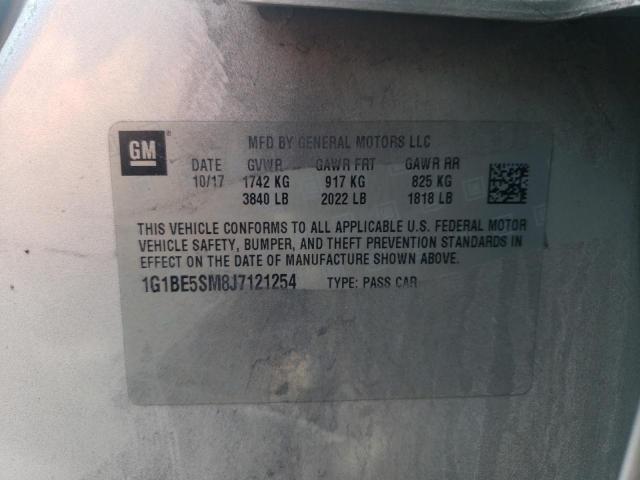 GM ®
MFD BY GENERAL MOTORS LLC
DATE GVWR GAWR FRT GAWR RR
10/17 1742 KG 917 KG 825 KG
3840 LB 2022 LB 1818 LB
THIS VEHICLE CONFORMS TO ALL APPLICABLE U.S. FEDERAL MOTOR
VEHICLE SAFETY, BUMPER, AND THEFT PREVENTION STANDARDS IN
EFFECT ON THE DATE OF MANUFACTURE SHOWN ABOVE.
1G1BE5SM8J7121254 TYPE: PASS CAR